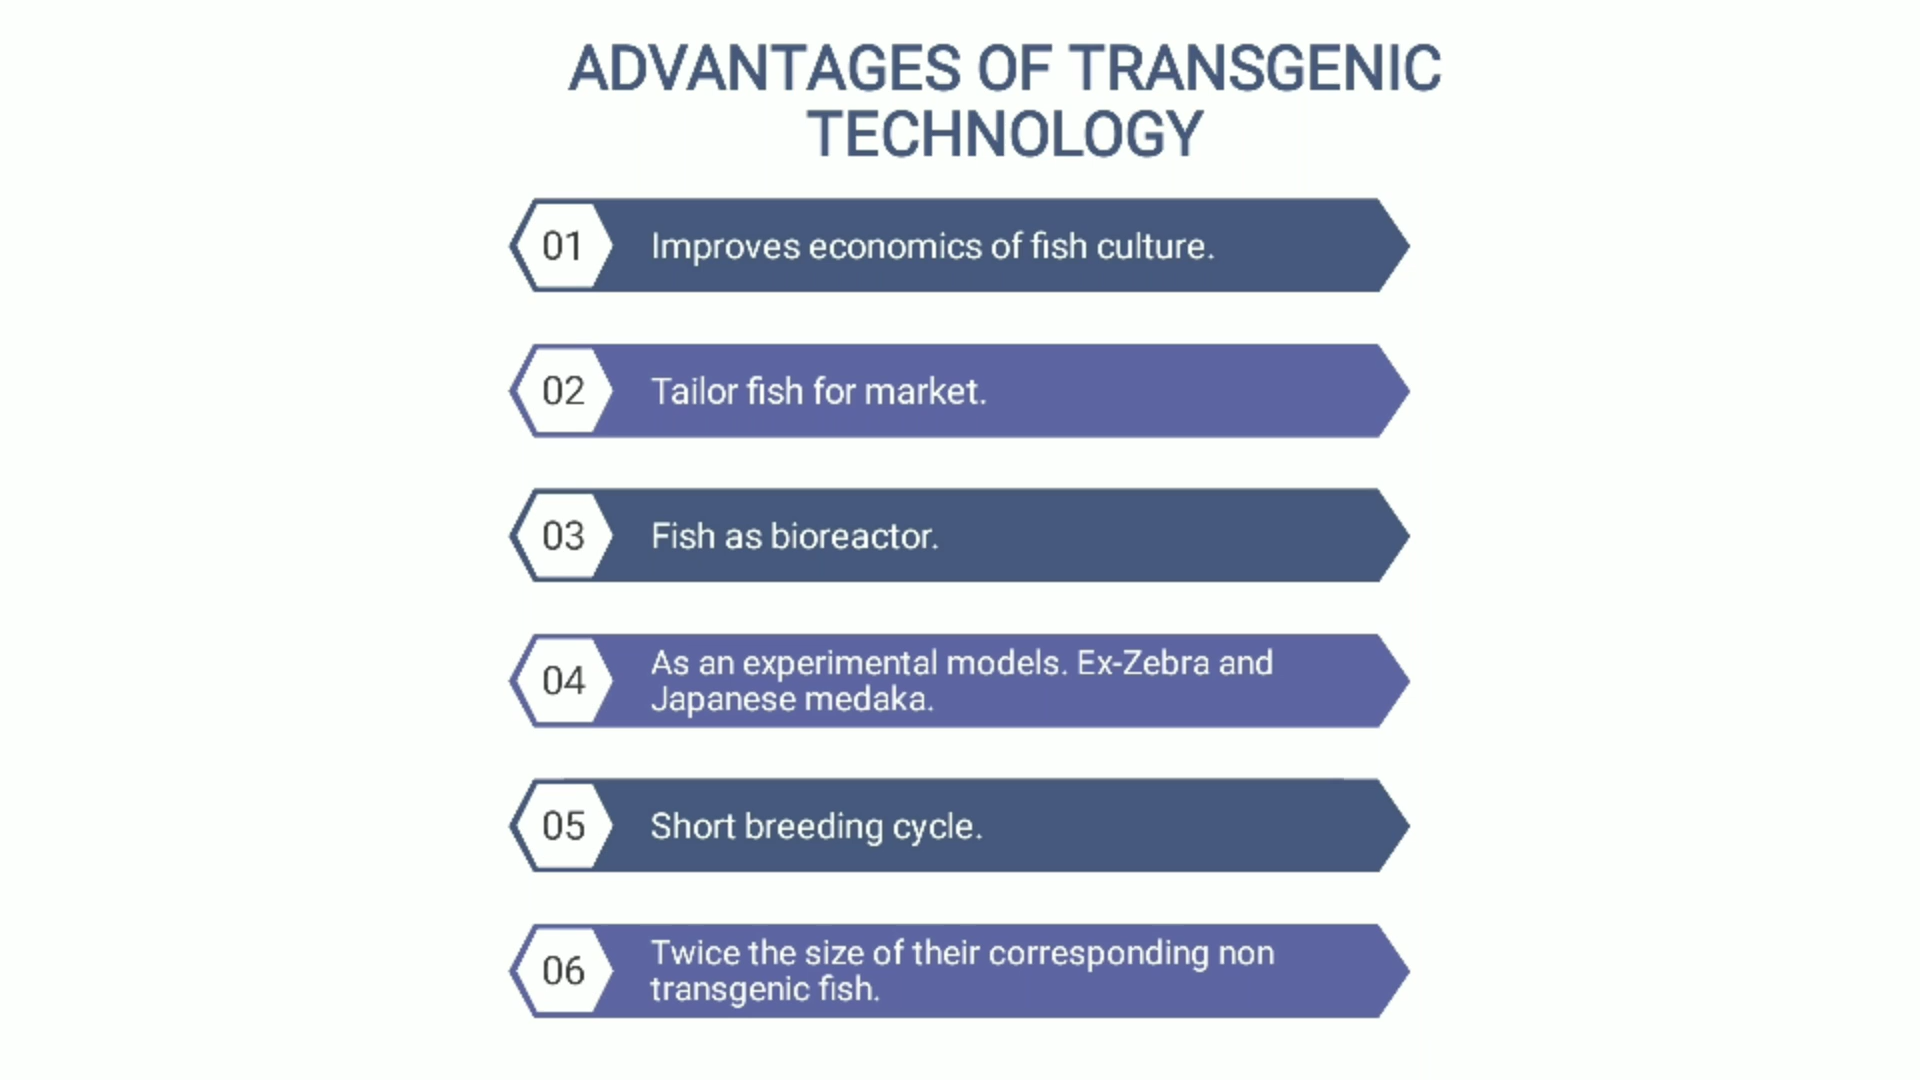 ADVANTAGES OF TRANSGENIC
TECHNOLOGY
01
Improves economics of fish culture.
02
Tailor fish for market.
03
Fish as bioreactor.
04
As an experimental models. Ex-Zebra and
Japanese medaka.
05
Short breeding cycle.
06
Twice the size of their corresponding non
transgenic fish.